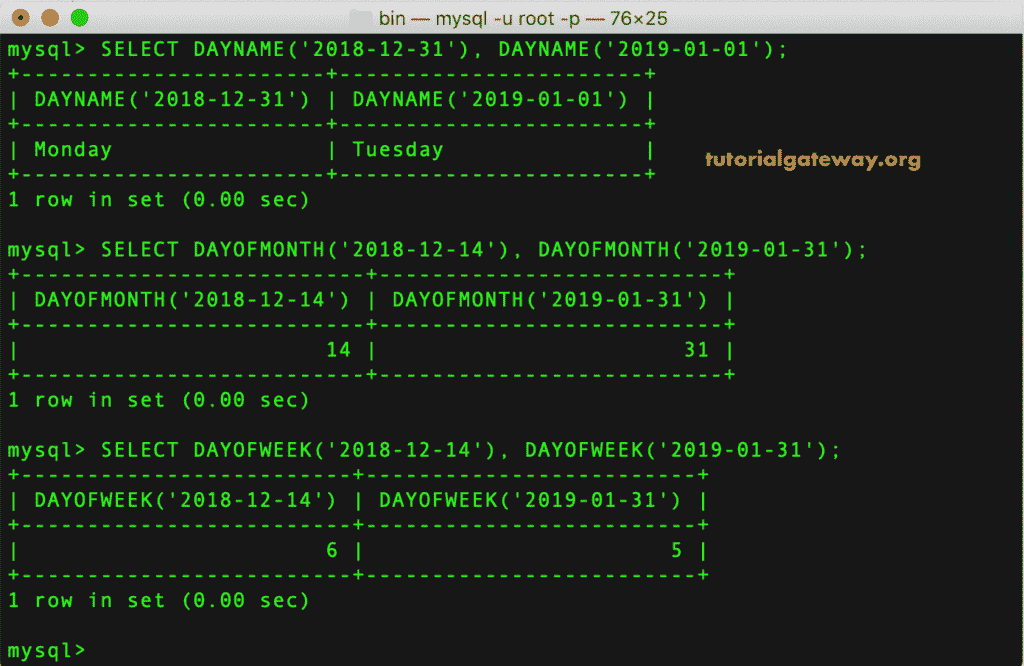 bin — mysql -u root -p — 76×25
mysql> SELECT DAYNAME('2018-12-31'), DAYNAME('2019-01-01');
+-----------------------+-----------------------+
| DAYNAME('2018-12-31') | DAYNAME('2019-01-01') |
+-----------------------+-----------------------+
| Monday                | Tuesday               |
+-----------------------+-----------------------+
tutorialgateway.org
1 row in set (0.00 sec)
mysql> SELECT DAYOFMONTH('2018-12-14'), DAYOFMONTH('2019-01-31');
+--------------------------+--------------------------+
| DAYOFMONTH('2018-12-14') | DAYOFMONTH('2019-01-31') |
+--------------------------+--------------------------+
|                       14 |                       31 |
+--------------------------+--------------------------+
1 row in set (0.00 sec)
mysql> SELECT DAYOFWEEK('2018-12-14'), DAYOFWEEK('2019-01-31');
+-------------------------+-------------------------+
| DAYOFWEEK('2018-12-14') | DAYOFWEEK('2019-01-31') |
+-------------------------+-------------------------+
|                       6 |                       5 |
+-------------------------+-------------------------+
1 row in set (0.00 sec)
mysql>